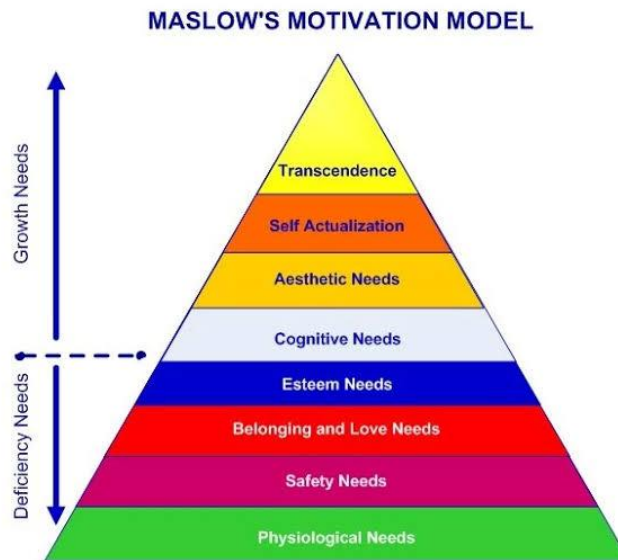 MASLOW'S MOTIVATION MODEL
Growth Needs
Deficiency Needs
Transcendence
Self Actualization
Aesthetic Needs
Cognitive Needs
Esteem Needs
Belonging and Love Needs
Safety Needs
Physiological Needs